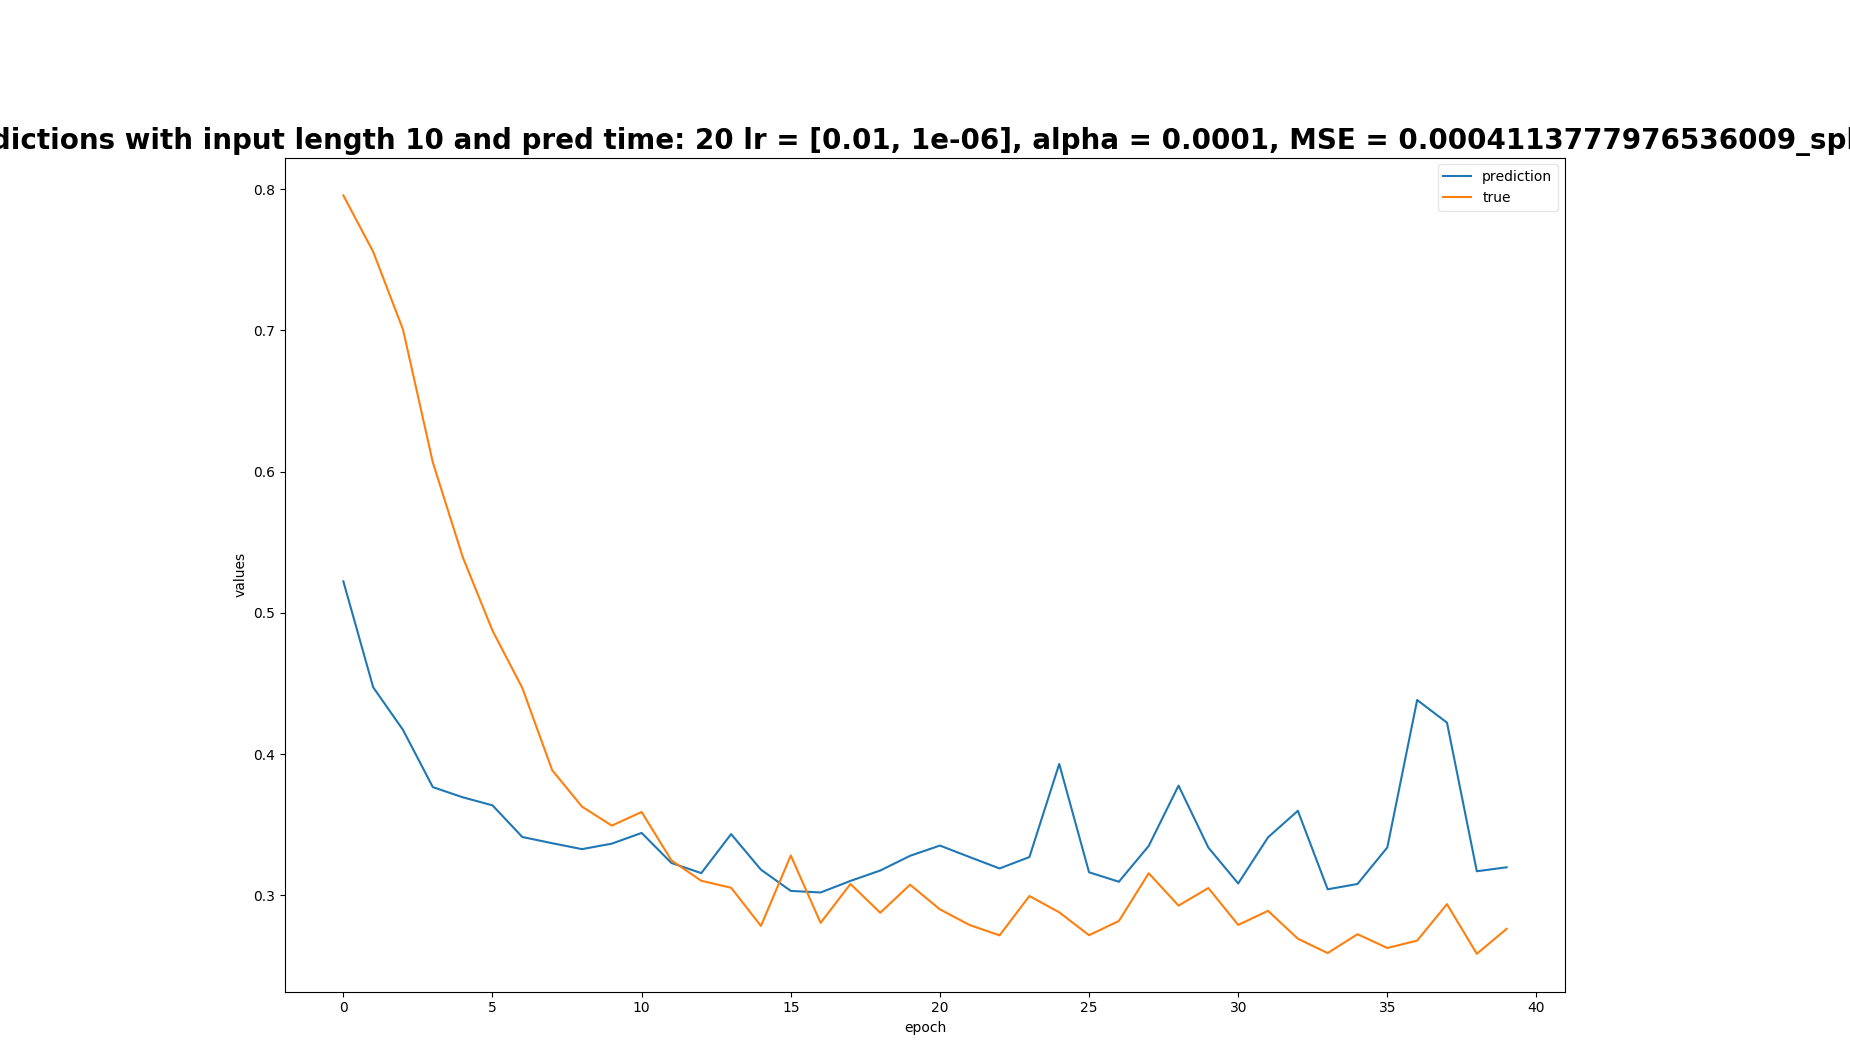 dictions with input length 10 and pred time: 20 lr = [0.01, 1e-06], alpha = 0.0001, MSE = 0.0004113777976536009_spl
prediction
true
0.8
0.7
0.6
0.5
0.4
0.3
values
0 5 10 15 20 25 30 35 40
epoch